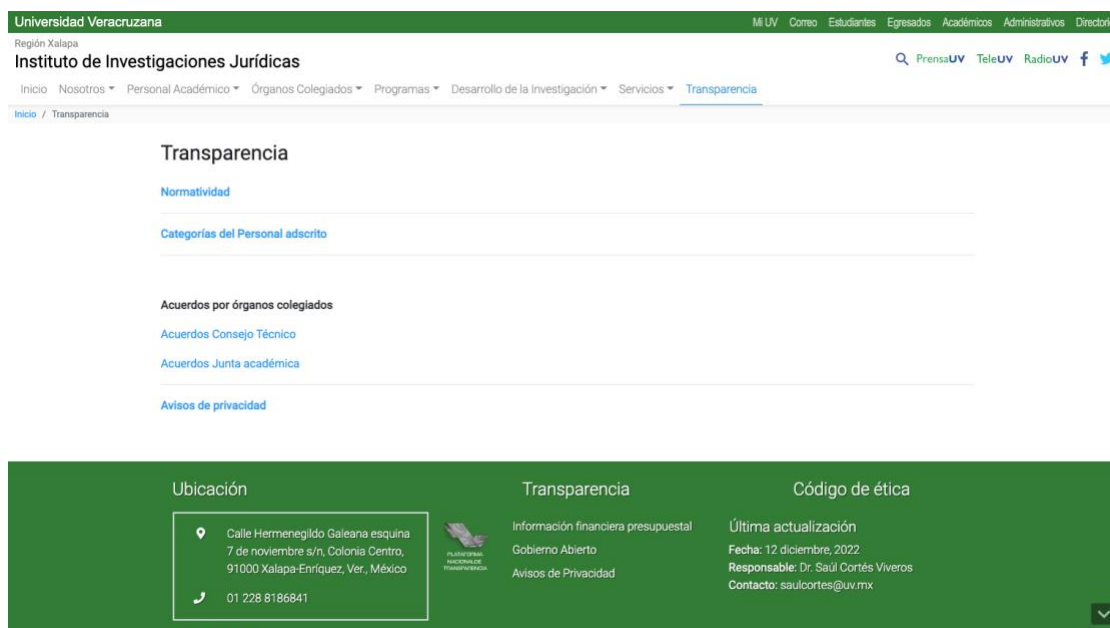 Universidad Veracruzana
Mi UV Correo Estudiantes Egresados Académicos Administrativos Directorio
Región Xalapa
Instituto de Investigaciones Jurídicas
PrensaUV TeleUV RadioUV
Inicio Nosotros Personal Académico Órganos Colegiados Programas Desarrollo de la Investigación Servicios Transparencia
Inicio / Transparencia
Transparencia
Normatividad
Categorías del Personal adscrito
Acuerdos por órganos colegiados
Acuerdos Consejo Técnico
Acuerdos Junta académica
Avisos de privacidad
Ubicación
Calle Hermenegildo Galeana esquina
7 de noviembre s/n, Colonia Centro,
91000 Xalapa-Enríquez, Ver., México
01 228 8186841
PLATAFORMA
NACIONAL DE
TRANSPARENCIA
Transparencia
Información financiera presupuestal
Gobierno Abierto
Avisos de Privacidad
Código de ética
Última actualización
Fecha: 12 diciembre, 2022
Responsable: Dr. Saúl Cortés Viveros
Contacto: saulcortes@uv.mx